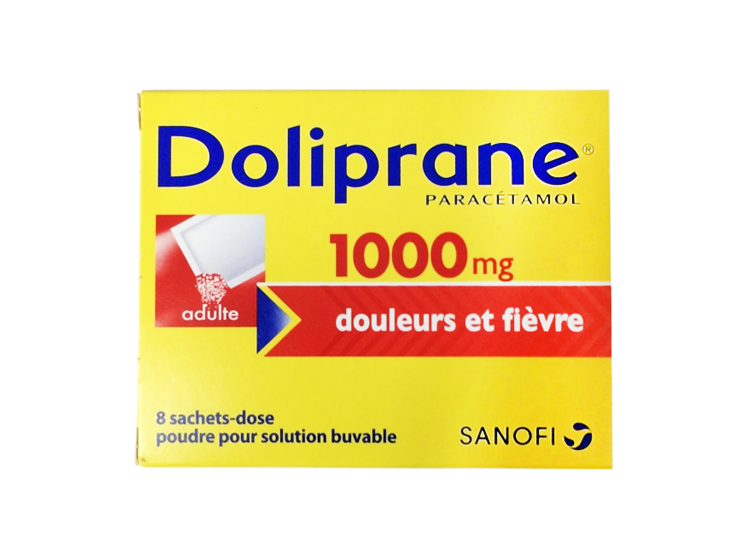 Doliprane®
PARACÉTAMOL
1000 mg
adulte
douleurs et fièvre
8 sachets-dose
poudre pour solution buvable
SANOFI